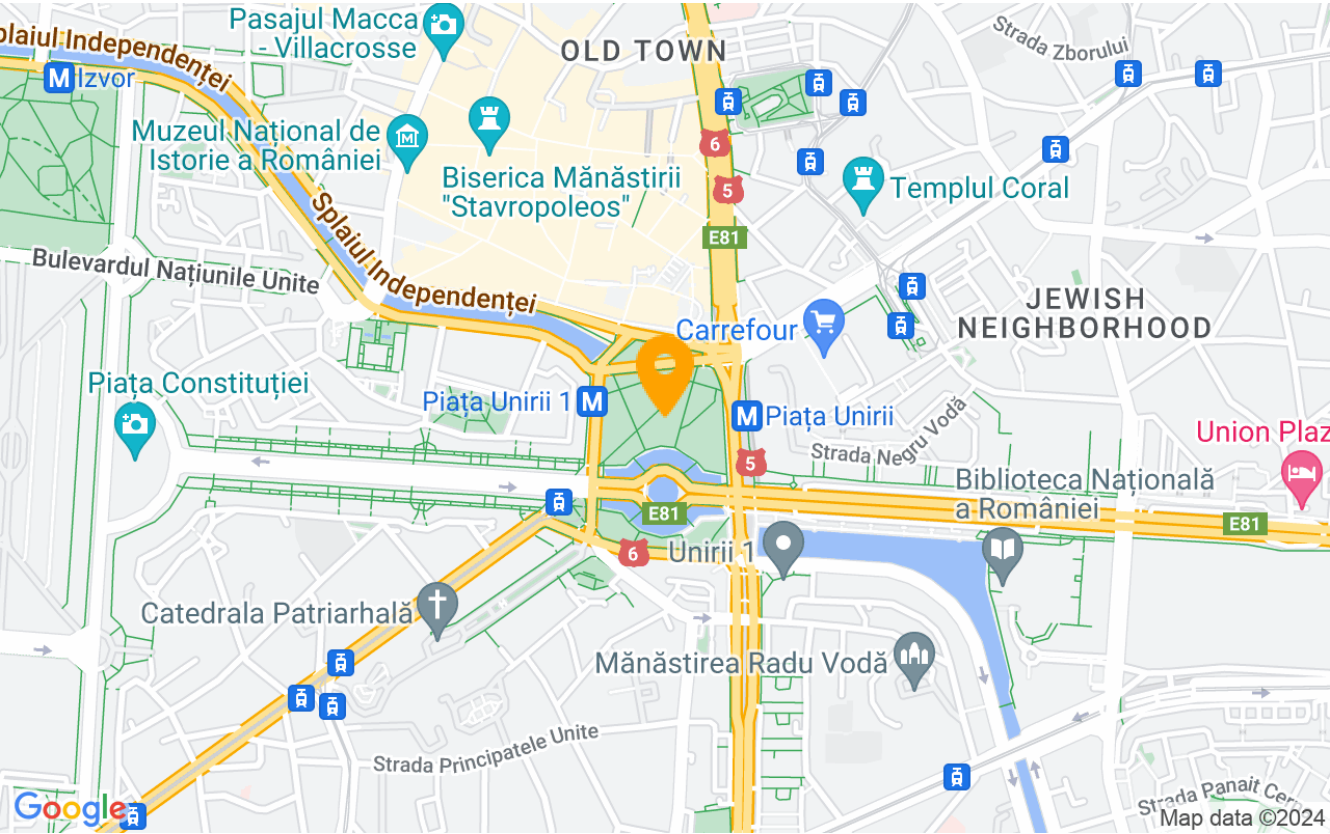 Pasajul Macca
- Villacrosse
OLD TOWN
Strada Zborului
Splaiul Independenței
M Izvor
Muzeul Național de
Istorie a României
6
Biserica Mănăstirii
"Stavropoleos"
5
Templul Coral
E81
Splaiul Independenței
Bulevardul Națiunile Unite
JEWISH
NEIGHBORHOOD
Carrefour
Piața Constituției
Piața Unirii 1 M
M Piața Unirii
Strada Negru Vodă
Union Plaz
5
Biblioteca Națională
a României
E81
E81
6
Unirii 1
Catedrala Patriarhală
Mănăstirea Radu Vodă
Strada Principatele Unite
Strada Panait Cerna
Google
Map data ©2024